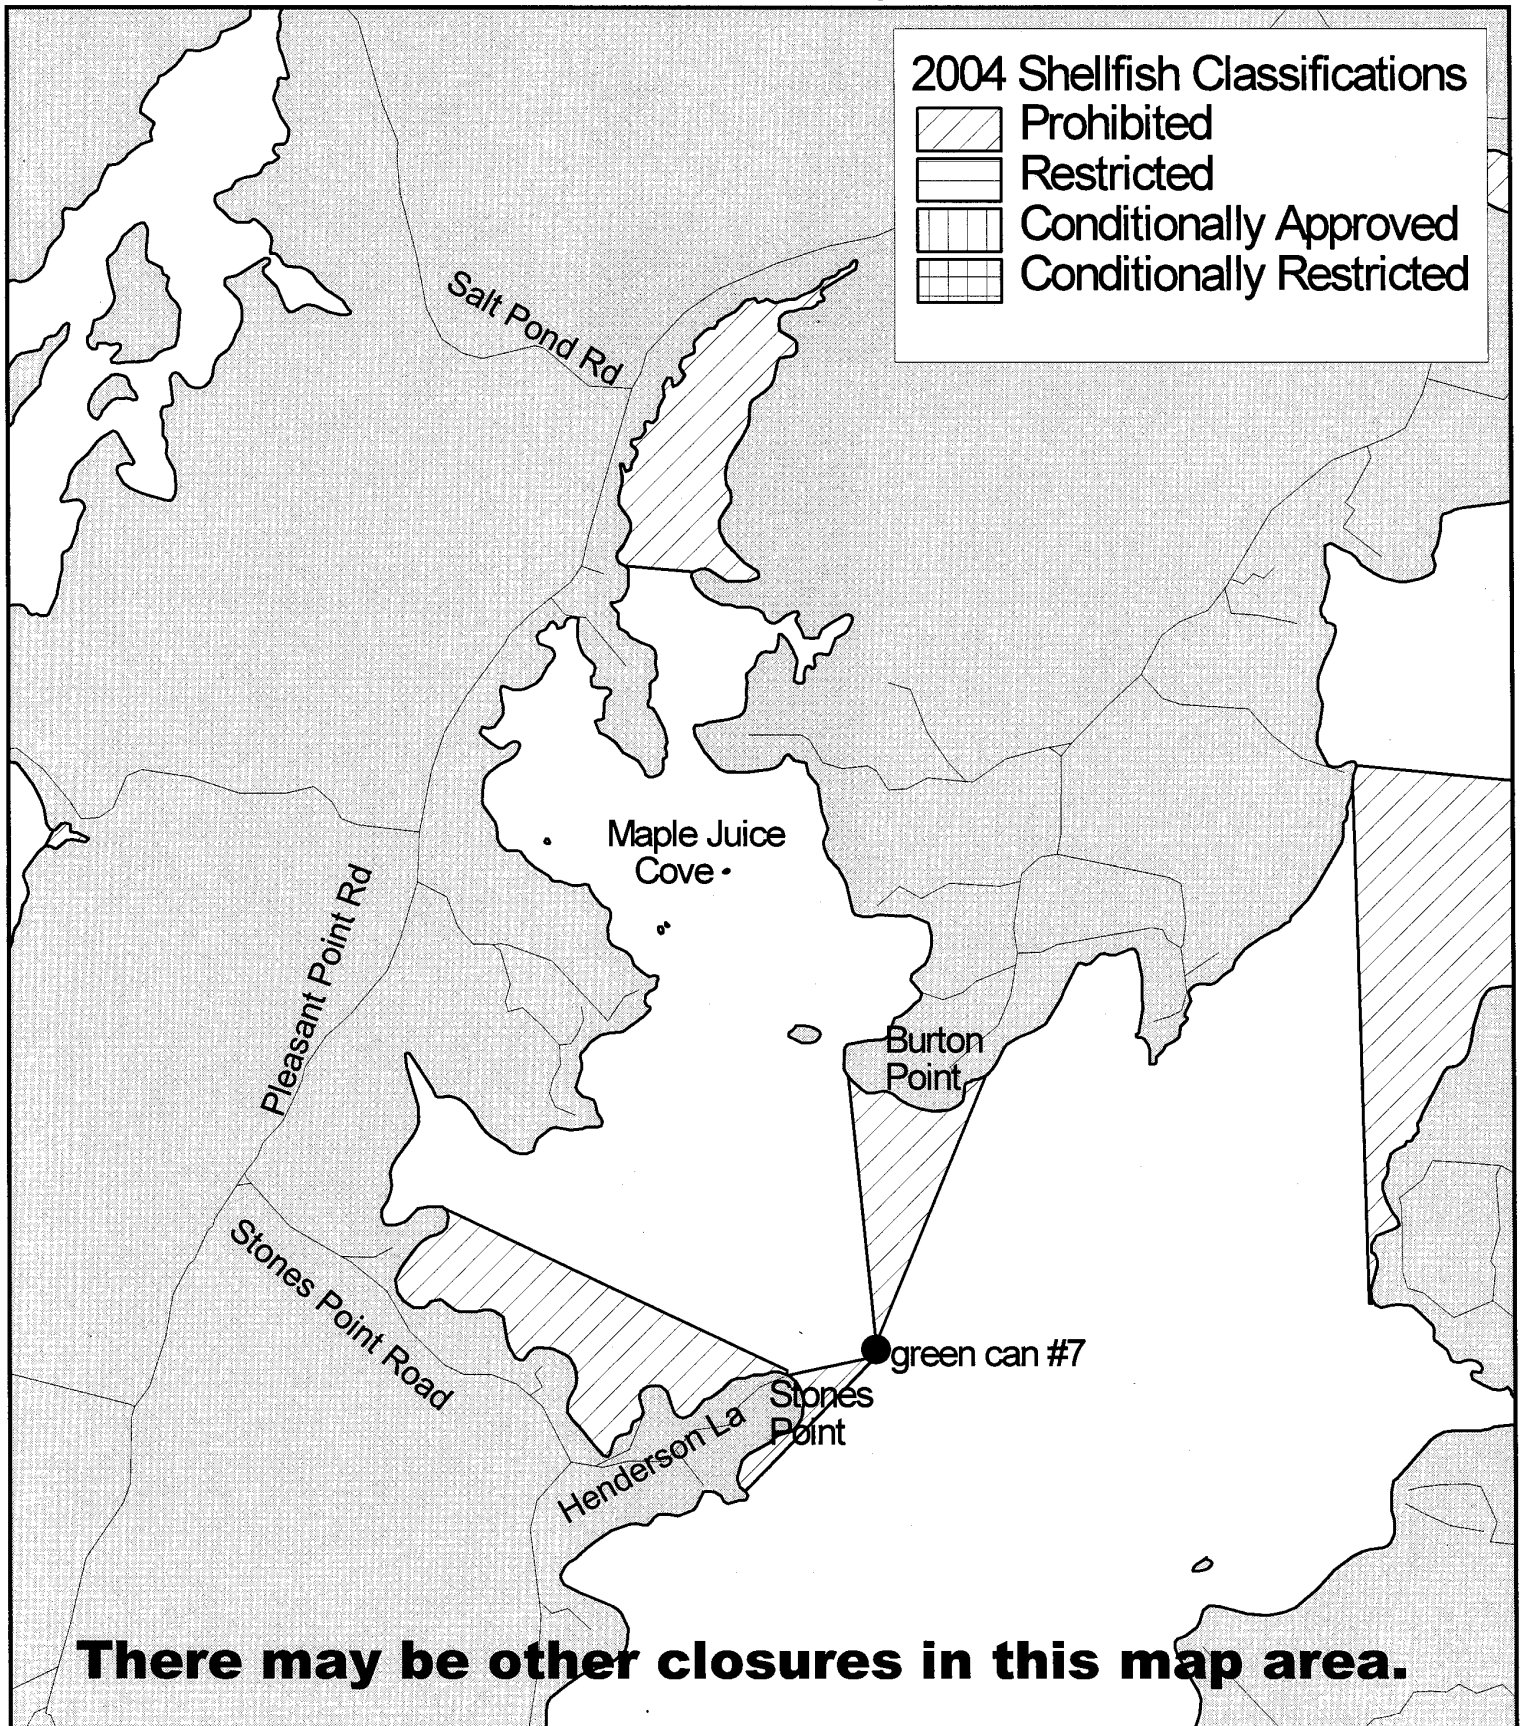 2004 Shellfish Classifications
Prohibited
Restricted
Conditionally Approved
Conditionally Restricted
Salt Pond Rd
Maple Juice
Cove
Pleasant Point Rd
Burton
Point
Stones Point Road
green can #7
Stones
Point
Henderson La
There may be other closures in this map area.